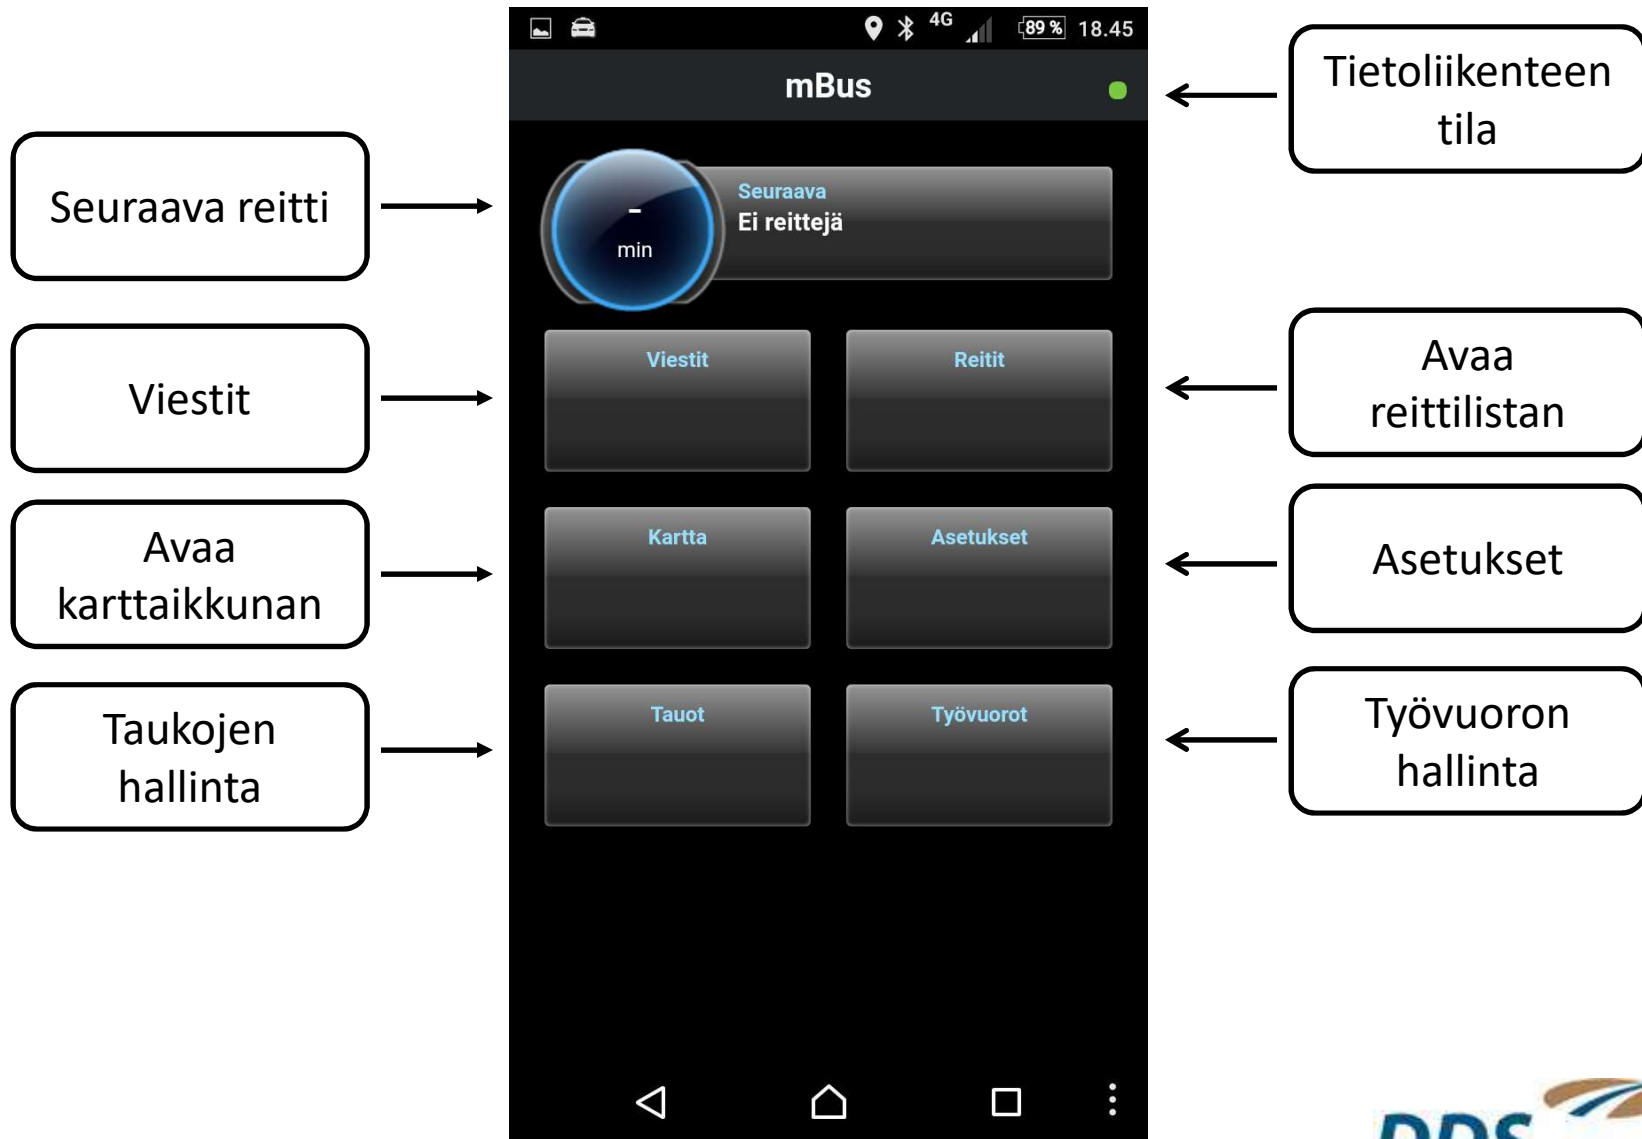 4G
89 %
18.45
mBus
Tietoliikenteen
tila
Seuraava reitti
-
min
Seuraava
Ei reittejä
Viestit
Viestit
Reitit
Avaa
reittilistan
Avaa
karttaikkunan
Kartta
Asetukset
Asetukset
Taukojen
hallinta
Tauot
Työvuorot
Työvuoron
hallinta